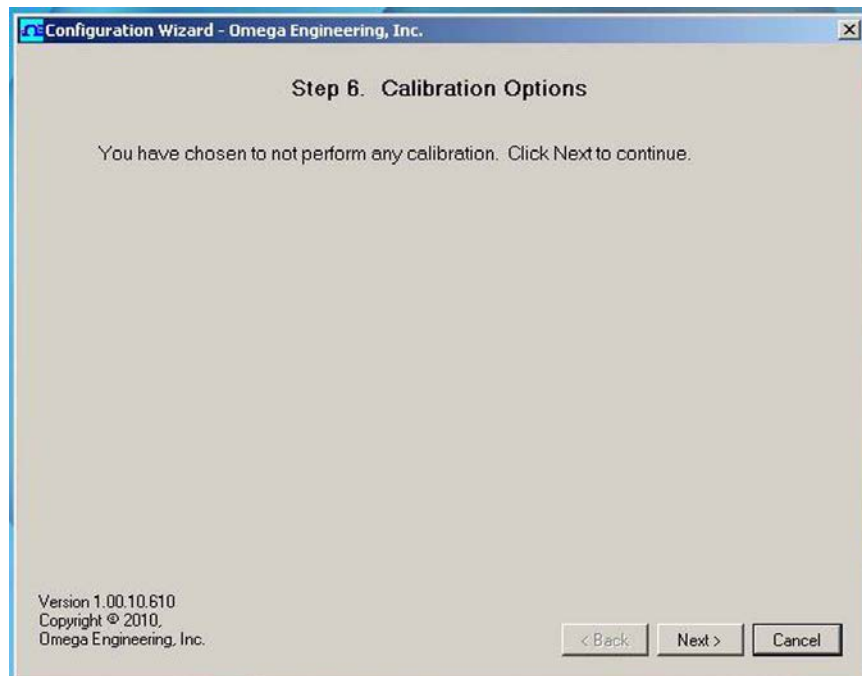 Configuration Wizard - Omega Engineering, Inc.
Step 6. Calibration Options
You have chosen to not perform any calibration. Click Next to continue.
Version 1.00.10.610
Copyright © 2010,
Omega Engineering, Inc.
< Back Next > Cancel